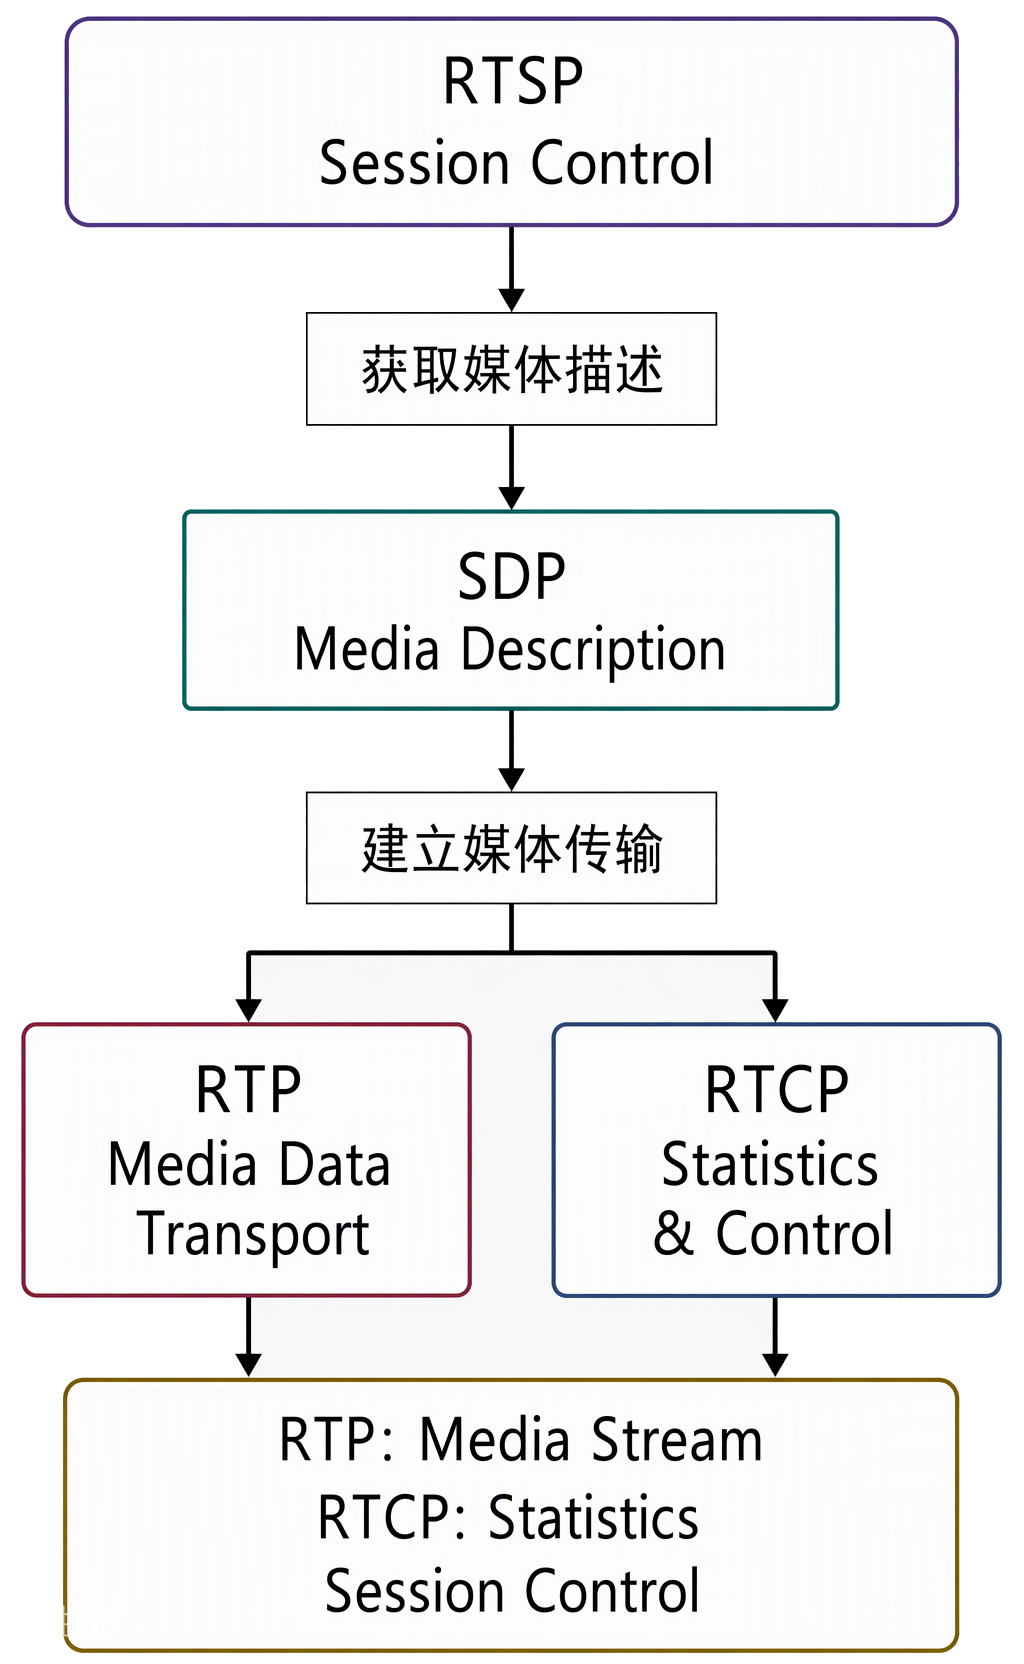 RTSP
Session Control
获取媒体描述
SDP
Media Description
建立媒体传输
RTP
Media Data
Transport
RTCP
Statistics
& Control
RTP: Media Stream
RTCP: Statistics
Session Control